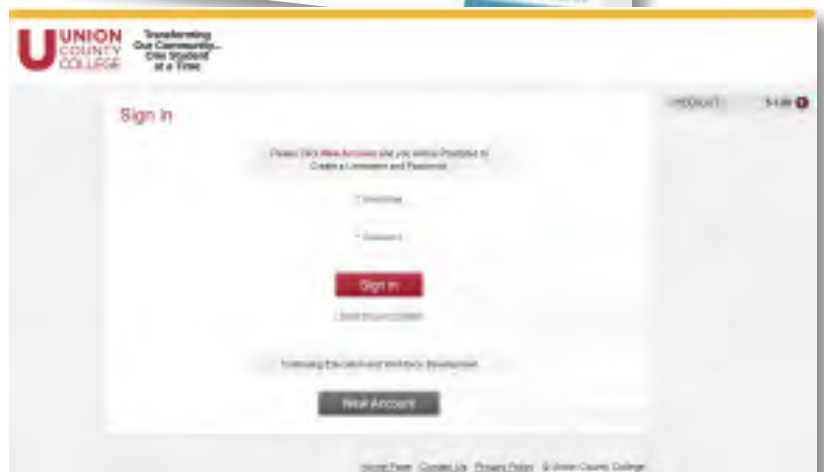 UNION
COUNTY
COLLEGE
Transforming
Our Community...
One Student
at a Time
CHECKOUT
Sign In
Please Click New Account and you will be Prompted to
Create a Username and Password
* Username
* Password
Sign In
Continuing Education and Workforce Development
New Account
Home Page Contact Us Privacy Policy © Union County College